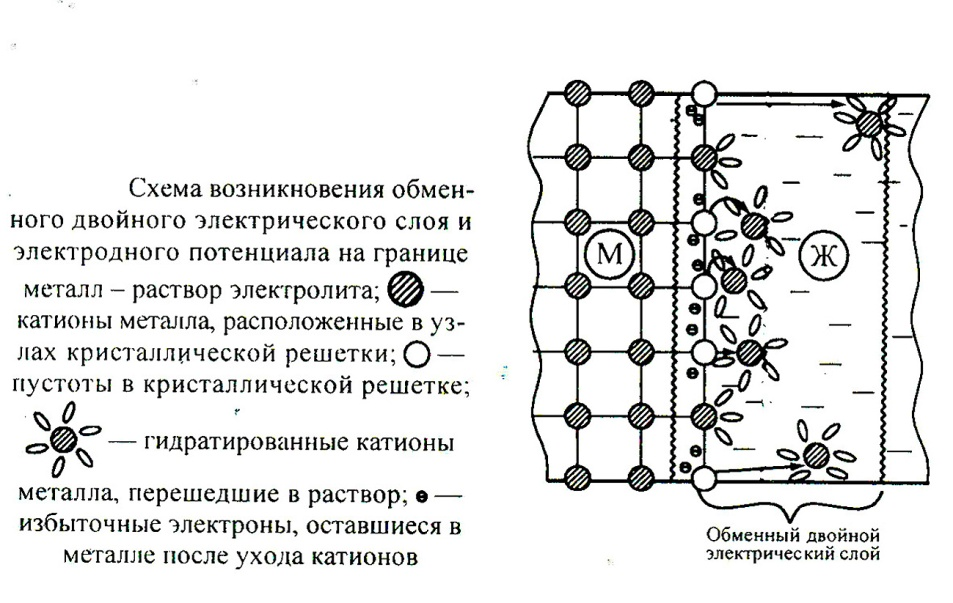 Схема возникновения обмен-
ного двойного электрического слоя и
электродного потенциала на границе
металл – раствор электролита; —
катионы металла, расположенные в уз-
лах кристаллической решетки; —
пустоты в кристаллической решетке;
— гидратированные катионы
металла, перешедшие в раствор; ө —
избыточные электроны, оставшиеся в
металле после ухода катионов
М
Ж
Обменный двойной
электрический слой